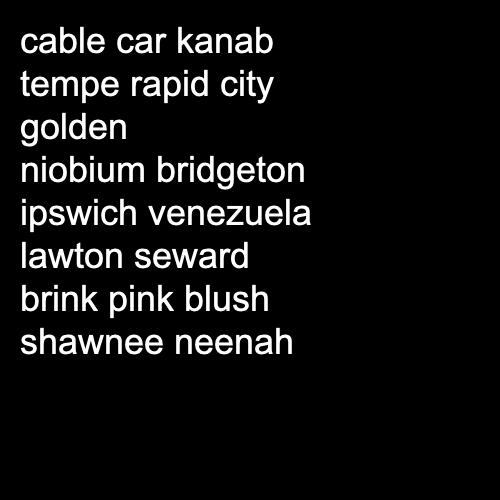 cable car kanab
tempe rapid city
golden
niobium bridgeton
ipswich venezuela
lawton seward
brink pink blush
shawnee neenah